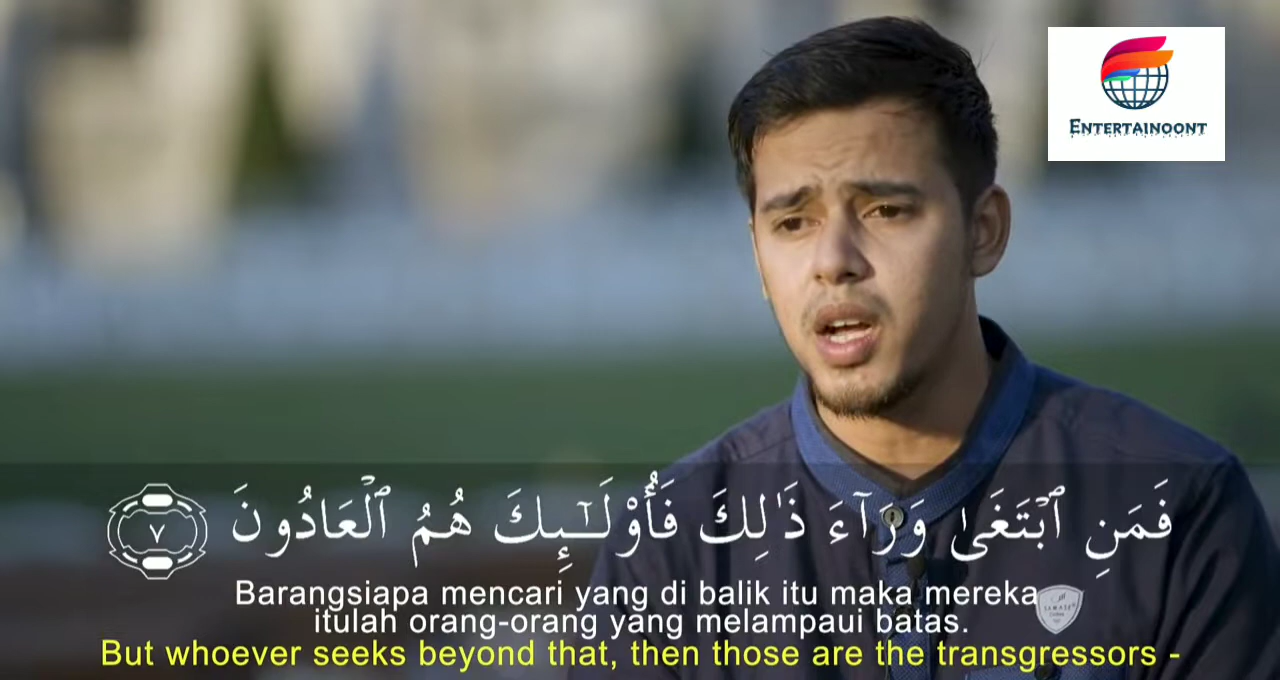 ENTERTAINOONT
فَمَنِ ٱبْتَغَىٰ وَرَآءَ ذَٰلِكَ فَأُو۟لَـٰٓئِكَ هُمُ ٱلْعَادُونَ ٧
Barangsiapa mencari yang di balik itu maka mereka
itulah orang-orang yang melampaui batas.
But whoever seeks beyond that, then those are the transgressors -